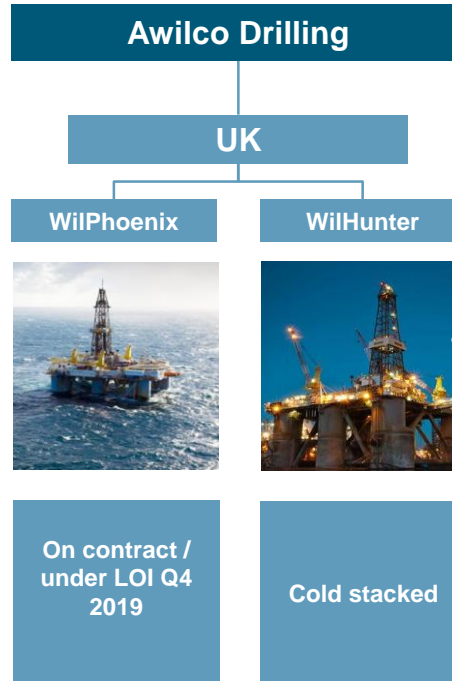 Awilco Drilling
UK
WilPhoenix
WilHunter
On contract /
under LOI Q4
2019
Cold stacked